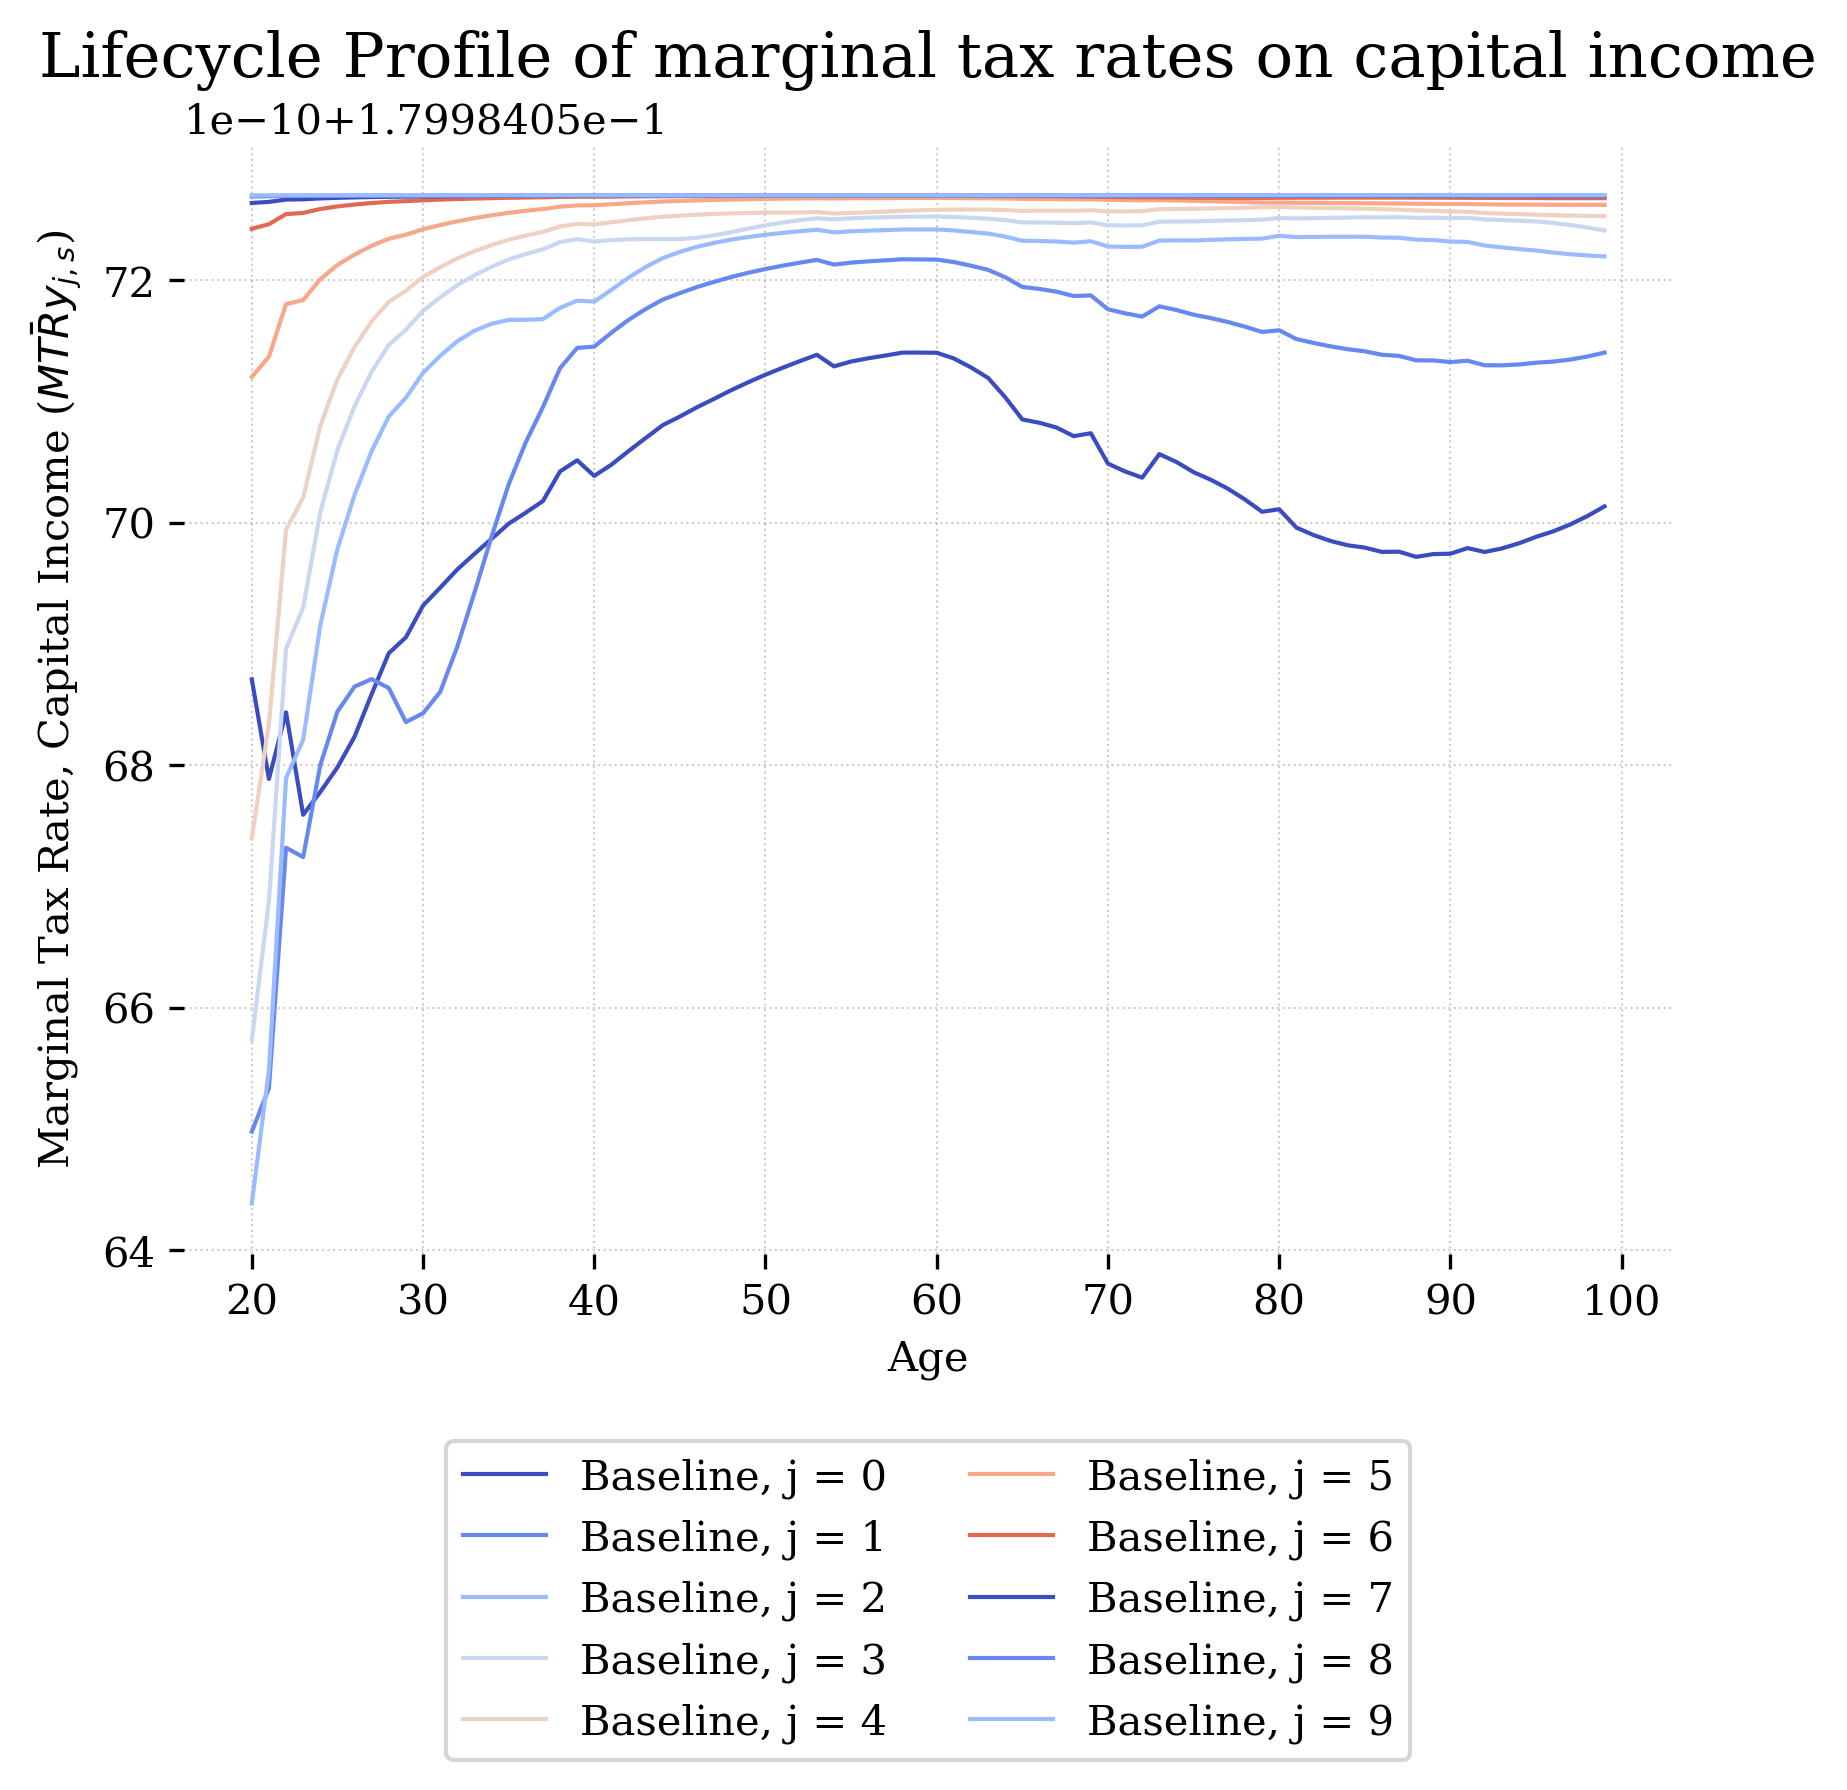 Lifecycle Profile of marginal tax rates on capital income
1e−10+1.7998405e−1
Marginal Tax Rate, Capital Income (MT̄Ry_{j,s})
72
70
68
66
64
20 30 40 50 60 70 80 90 100
Age
Baseline, j = 0
Baseline, j = 1
Baseline, j = 2
Baseline, j = 3
Baseline, j = 4
Baseline, j = 5
Baseline, j = 6
Baseline, j = 7
Baseline, j = 8
Baseline, j = 9